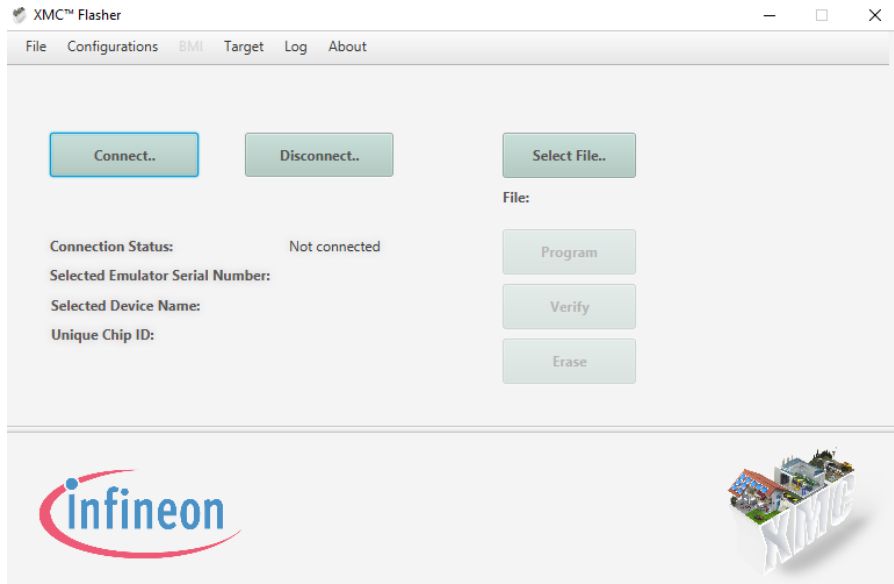 XMC™ Flasher
File Configurations BMI Target Log About
Connect.. Disconnect.. Select File..
File:
Connection Status: Not connected
Program
Selected Emulator Serial Number:
Selected Device Name:
Verify
Unique Chip ID:
Erase
infineon
XMC